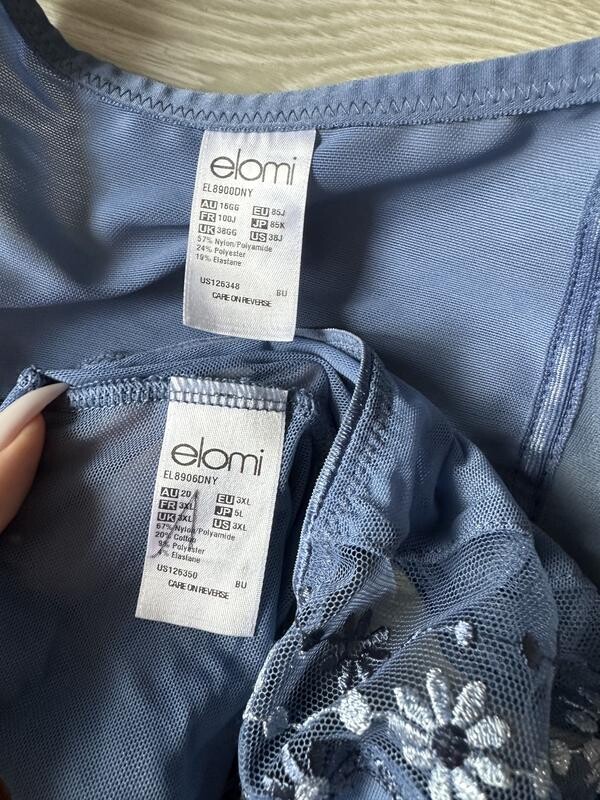 elomi
EL8900DNY
AU 16GG EU 85J
FR 100J JP 85K
UK 38GG US 38J
57% Nylon/Polyamide
24% Polyester
19% Elastane
US126348 BU
CARE ON REVERSE
elomi
EL8906DNY
AU 20 EU 3XL
FR 3XL JP 5L
UK 3XL US 3XL
67% Nylon/Polyamide
20% Cotton
9% Polyester
4% Elastane
US126350 BU
CARE ON REVERSE